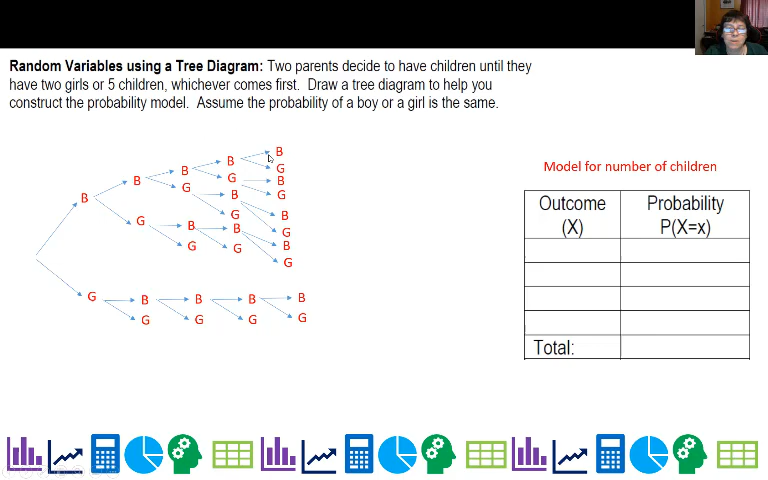 Random Variables using a Tree Diagram: Two parents decide to have children until they
have two girls or 5 children, whichever comes first. Draw a tree diagram to help you
construct the probability model. Assume the probability of a boy or a girl is the same.
B
B
B
B
B
G
G
G
B
G
B
G
B
G
G
B
G
B
G
B
G
B
G
G
B
B
B
B
G
G
G
G
Model for number of children
Outcome Probability
(X) P(X=x)
Total: